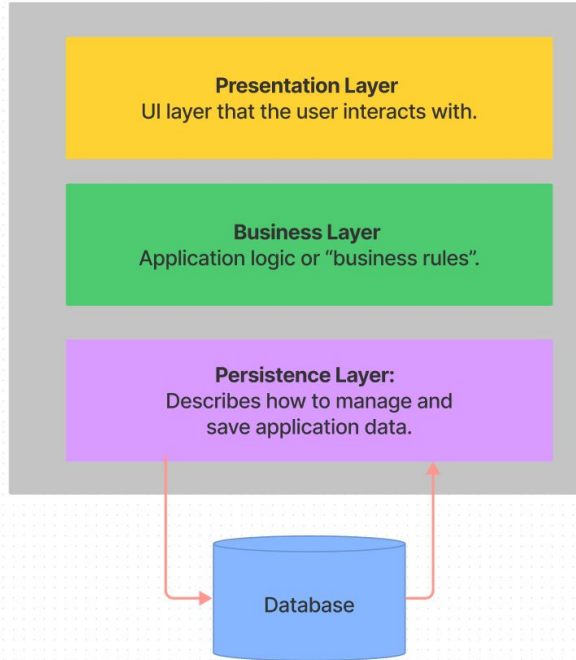 Presentation Layer
UI layer that the user interacts with.
Business Layer
Application logic or “business rules”.
Persistence Layer:
Describes how to manage and
save application data.
Database